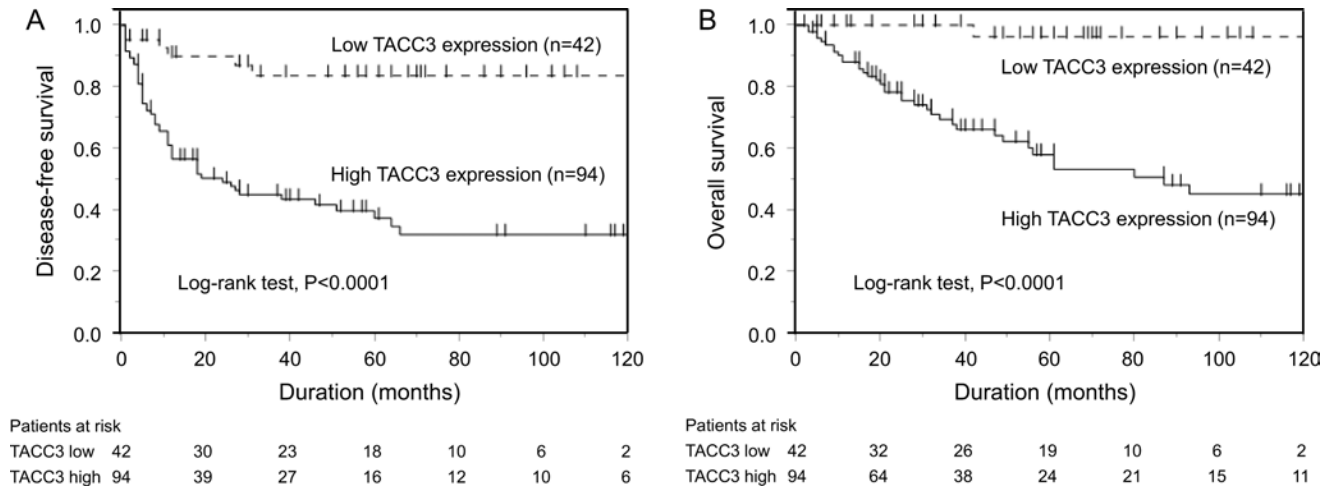 A
Disease-free survival
1.0
0.8
0.6
0.4
0.2
0.0
Low TACC3 expression (n=42)
High TACC3 expression (n=94)
Log-rank test, P<0.0001
0 20 40 60 80 100 120
Duration (months)
Patients at risk
TACC3 low 42 30 23 18 10 6 2
TACC3 high 94 39 27 16 12 10 6
B
Overall survival
1.0
0.8
0.6
0.4
0.2
0.0
Low TACC3 expression (n=42)
High TACC3 expression (n=94)
Log-rank test, P<0.0001
0 20 40 60 80 100 120
Duration (months)
Patients at risk
TACC3 low 42 32 26 19 10 6 2
TACC3 high 94 64 38 24 21 15 11